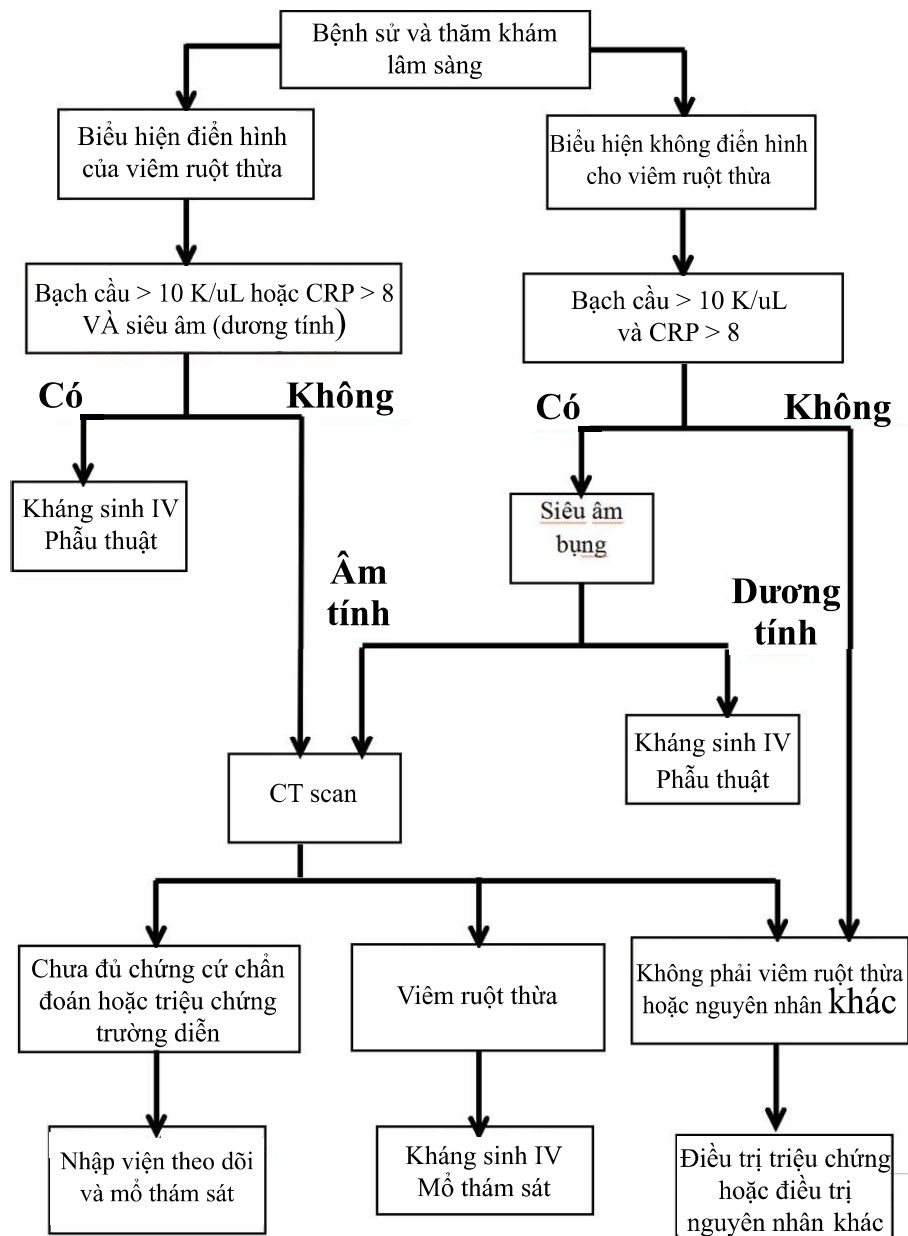 Bệnh sử và thăm khám
lâm sàng
Biểu hiện điển hình
của viêm ruột thừa
Biểu hiện không điển hình
cho viêm ruột thừa
Bạch cầu > 10 K/uL hoặc CRP > 8
VÀ siêu âm (dương tính)
Bạch cầu > 10 K/uL
và CRP > 8
Có
Không
Có
Không
Kháng sinh IV
Phẫu thuật
Siêu âm
bụng
Âm
tính
Dương
tính
Kháng sinh IV
Phẫu thuật
CT scan
Chưa đủ chứng cứ chẩn
đoán hoặc triệu chứng
trường diễn
Viêm ruột thừa
Không phải viêm ruột thừa
hoặc nguyên nhân khác
Nhập viện theo dõi
và mổ thám sát
Kháng sinh IV
Mổ thám sát
Điều trị triệu chứng
hoặc điều trị
nguyên nhân khác